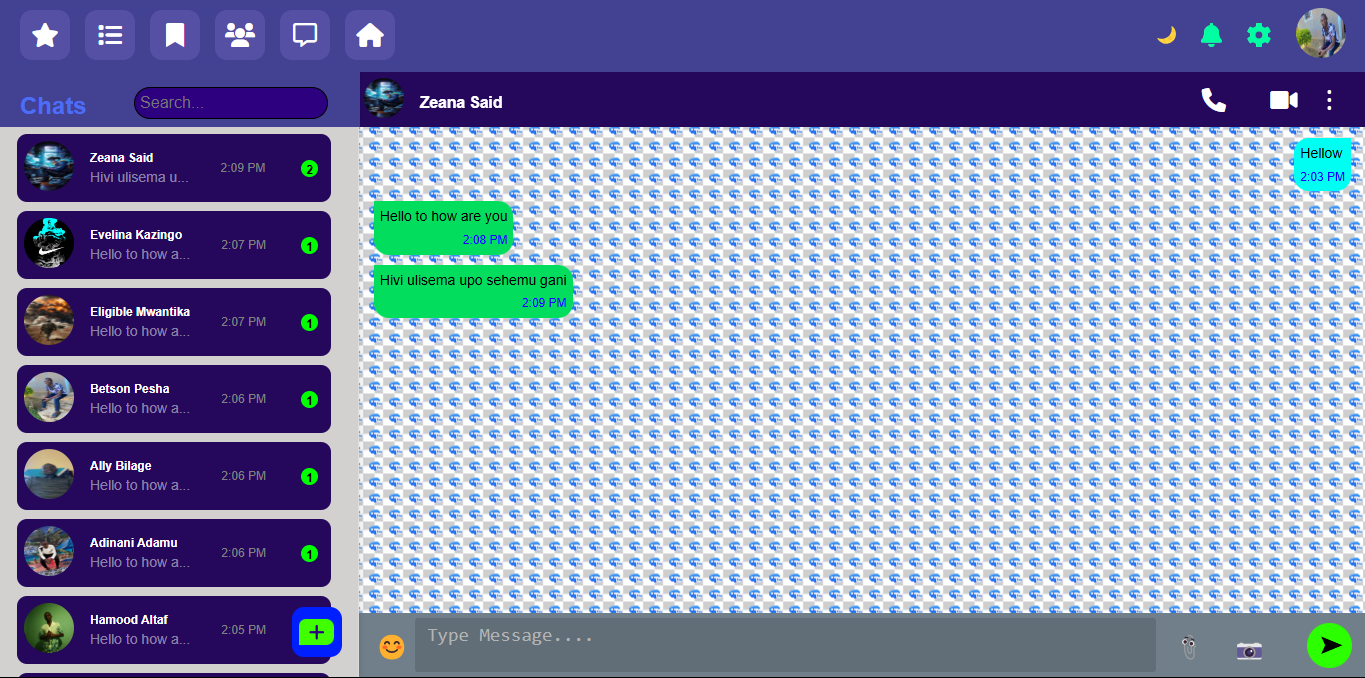 Chats
Search...
Zeana Said
Zeana Said
2:09 PM
2
Hivi ulisema u...
Evelina Kazingo
2:07 PM
1
Hello to how a...
Eligible Mwantika
2:07 PM
1
Hello to how a...
Betson Pesha
2:06 PM
1
Hello to how a...
Ally Bilage
2:06 PM
1
Hello to how a...
Adinani Adamu
2:06 PM
1
Hello to how a...
Hamood Altaf
2:05 PM
Hello to how a...
+
Hellow
2:03 PM
Hello to how are you
2:08 PM
Hivi ulisema upo sehemu gani
2:09 PM
Type Message....